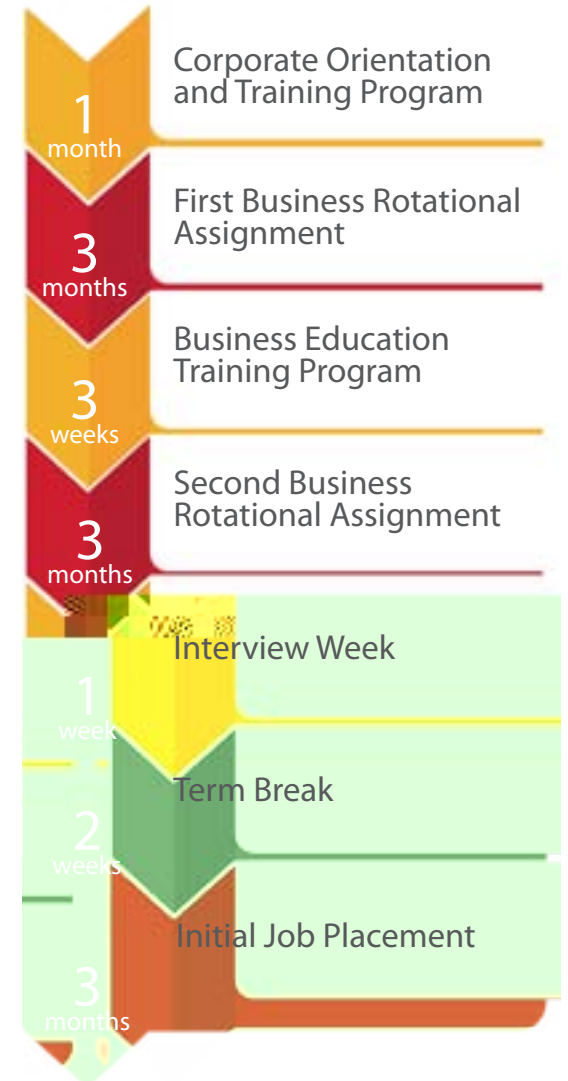 Corporate Orientation
and Training Program
1
month
First Business Rotational
Assignment
3
months
Business Education
Training Program
3
weeks
Second Business
Rotational Assignment
3
months
Interview Week
1
week
Term Break
2
weeks
Initial Job Placement
3
months